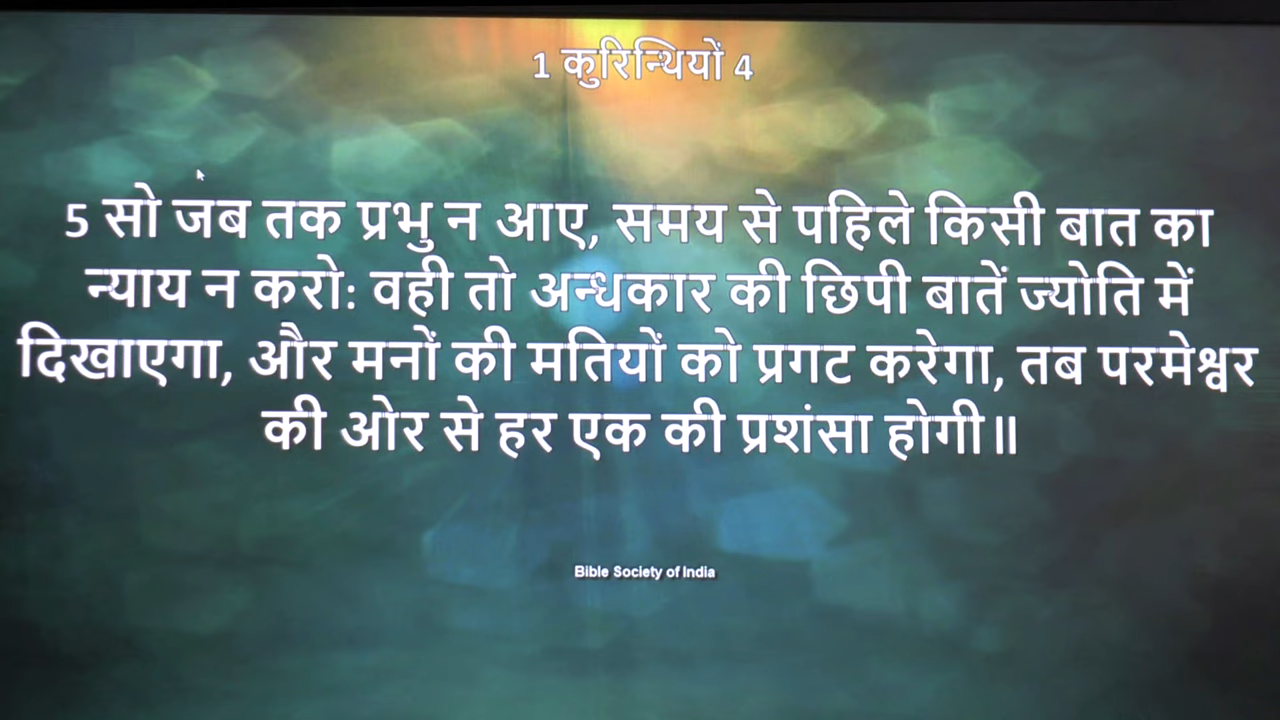 1 कुरिन्थियों 4
5 सो जब तक प्रभु न आए, समय से पहिले किसी बात का
न्याय न करो: वही तो अन्धकार की छिपी बातें ज्योति में
दिखाएगा, और मनों की मतियों को प्रगट करेगा, तब परमेश्वर
की ओर से हर एक की प्रशंसा होगी॥
Bible Society of India